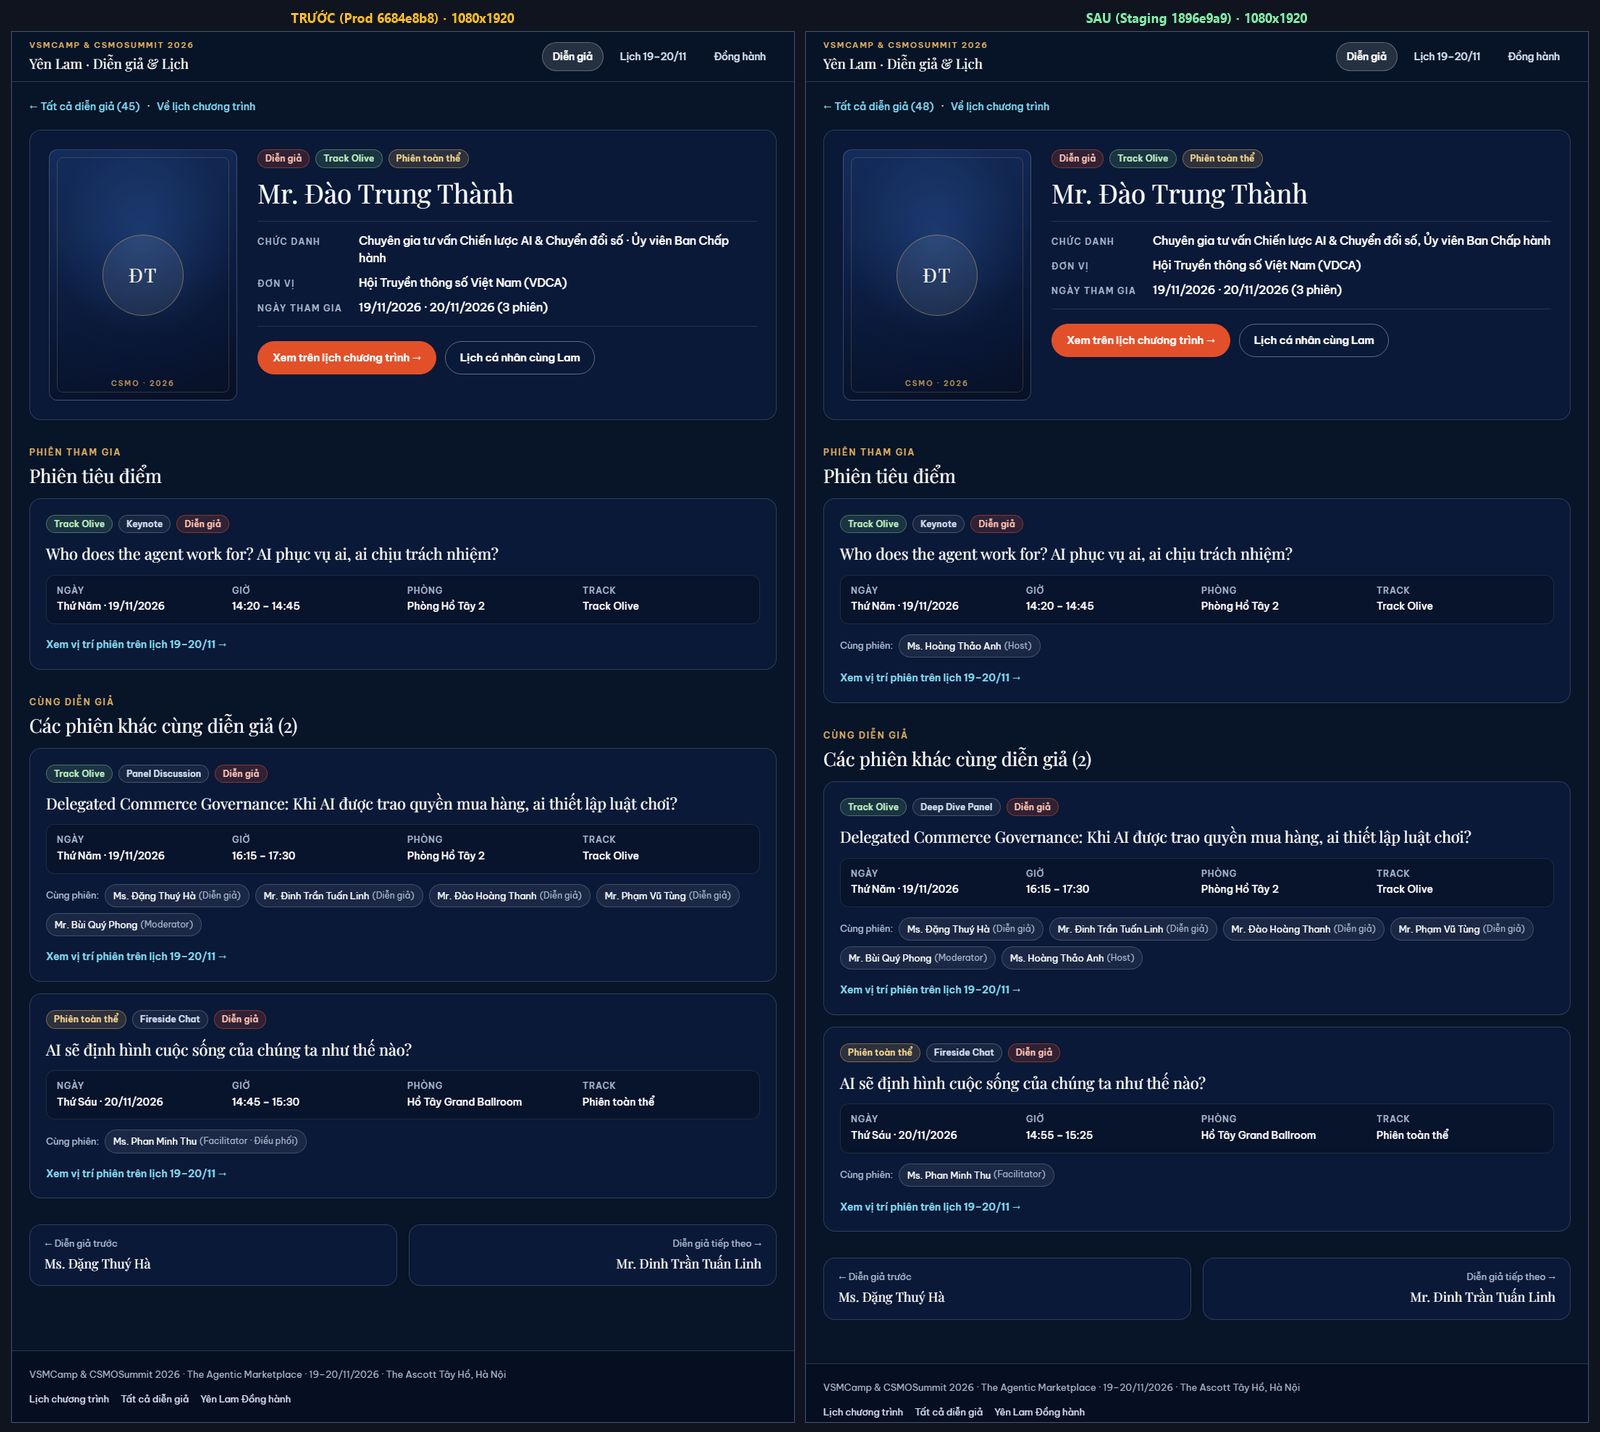 TRƯỚC (Prod 6684e8b8) · 1080x1920
VSMCAMP & CSMOSUMMIT 2026
Yên Lam · Diễn giả & Lịch
Diễn giả
Lịch 19–20/11
Đồng hành
← Tất cả diễn giả (45) · Về lịch chương trình
ĐT
CSMO · 2026
Diễn giả
Track Olive
Phiên toàn thể
Mr. Đào Trung Thành
CHỨC DANH
Chuyên gia tư vấn Chiến lược AI & Chuyển đổi số · Ủy viên Ban Chấp
hành
ĐƠN VỊ
Hội Truyền thông số Việt Nam (VDCA)
NGÀY THAM GIA
19/11/2026 · 20/11/2026 (3 phiên)
Xem trên lịch chương trình →
Lịch cá nhân cùng Lam
PHIÊN THAM GIA
Phiên tiêu điểm
Track Olive
Keynote
Diễn giả
Who does the agent work for? AI phục vụ ai, ai chịu trách nhiệm?
NGÀY
GIỜ
PHÒNG
TRACK
Thứ Năm · 19/11/2026
14:20 – 14:45
Phòng Hồ Tây 2
Track Olive
Xem vị trí phiên trên lịch 19–20/11 →
CÙNG DIỄN GIẢ
Các phiên khác cùng diễn giả (2)
Track Olive
Panel Discussion
Diễn giả
Delegated Commerce Governance: Khi AI được trao quyền mua hàng, ai thiết lập luật chơi?
NGÀY
GIỜ
PHÒNG
TRACK
Thứ Năm · 19/11/2026
16:15 – 17:30
Phòng Hồ Tây 2
Track Olive
Cùng phiên: Ms. Đặng Thuý Hà (Diễn giả) Mr. Đinh Trần Tuấn Linh (Diễn giả) Mr. Đào Hoàng Thanh (Diễn giả) Mr. Phạm Vũ Tùng (Diễn giả)
Mr. Bùi Quý Phong (Moderator)
Xem vị trí phiên trên lịch 19–20/11 →
Phiên toàn thể
Fireside Chat
Diễn giả
AI sẽ định hình cuộc sống của chúng ta như thế nào?
NGÀY
GIỜ
PHÒNG
TRACK
Thứ Sáu · 20/11/2026
14:45 – 15:30
Hồ Tây Grand Ballroom
Phiên toàn thể
Cùng phiên: Ms. Phan Minh Thu (Facilitator · Điều phối)
Xem vị trí phiên trên lịch 19–20/11 →
← Diễn giả trước
Ms. Đặng Thuý Hà
Diễn giả tiếp theo →
Mr. Đinh Trần Tuấn Linh
VSMCamp & CSMOSummit 2026 · The Agentic Marketplace · 19–20/11/2026 · The Ascott Tây Hồ, Hà Nội
Lịch chương trình Tất cả diễn giả Yên Lam Đồng hành
SAU (Staging 1896e9a9) · 1080x1920
VSMCAMP & CSMOSUMMIT 2026
Yên Lam · Diễn giả & Lịch
Diễn giả
Lịch 19–20/11
Đồng hành
← Tất cả diễn giả (48) · Về lịch chương trình
ĐT
CSMO · 2026
Diễn giả
Track Olive
Phiên toàn thể
Mr. Đào Trung Thành
CHỨC DANH
Chuyên gia tư vấn Chiến lược AI & Chuyển đổi số, Ủy viên Ban Chấp hành
ĐƠN VỊ
Hội Truyền thông số Việt Nam (VDCA)
NGÀY THAM GIA
19/11/2026 · 20/11/2026 (3 phiên)
Xem trên lịch chương trình →
Lịch cá nhân cùng Lam
PHIÊN THAM GIA
Phiên tiêu điểm
Track Olive
Keynote
Diễn giả
Who does the agent work for? AI phục vụ ai, ai chịu trách nhiệm?
NGÀY
GIỜ
PHÒNG
TRACK
Thứ Năm · 19/11/2026
14:20 – 14:45
Phòng Hồ Tây 2
Track Olive
Cùng phiên: Ms. Hoàng Thảo Anh (Host)
Xem vị trí phiên trên lịch 19–20/11 →
CÙNG DIỄN GIẢ
Các phiên khác cùng diễn giả (2)
Track Olive
Deep Dive Panel
Diễn giả
Delegated Commerce Governance: Khi AI được trao quyền mua hàng, ai thiết lập luật chơi?
NGÀY
GIỜ
PHÒNG
TRACK
Thứ Năm · 19/11/2026
16:15 – 17:30
Phòng Hồ Tây 2
Track Olive
Cùng phiên: Ms. Đặng Thuý Hà (Diễn giả) Mr. Đinh Trần Tuấn Linh (Diễn giả) Mr. Đào Hoàng Thanh (Diễn giả) Mr. Phạm Vũ Tùng (Diễn giả)
Mr. Bùi Quý Phong (Moderator) Ms. Hoàng Thảo Anh (Host)
Xem vị trí phiên trên lịch 19–20/11 →
Phiên toàn thể
Fireside Chat
Diễn giả
AI sẽ định hình cuộc sống của chúng ta như thế nào?
NGÀY
GIỜ
PHÒNG
TRACK
Thứ Sáu · 20/11/2026
14:55 – 15:25
Hồ Tây Grand Ballroom
Phiên toàn thể
Cùng phiên: Ms. Phan Minh Thu (Facilitator)
Xem vị trí phiên trên lịch 19–20/11 →
← Diễn giả trước
Ms. Đặng Thuý Hà
Diễn giả tiếp theo →
Mr. Đinh Trần Tuấn Linh
VSMCamp & CSMOSummit 2026 · The Agentic Marketplace · 19–20/11/2026 · The Ascott Tây Hồ, Hà Nội
Lịch chương trình Tất cả diễn giả Yên Lam Đồng hành